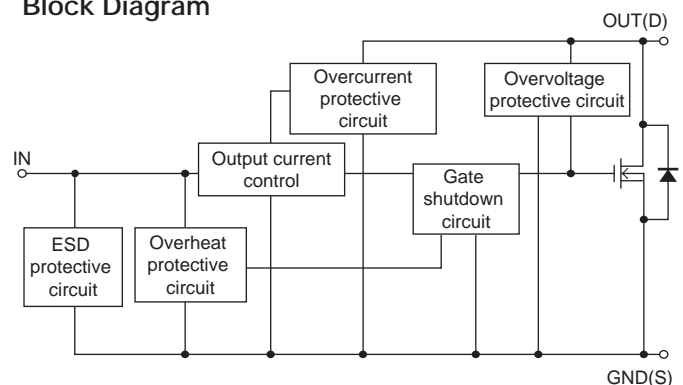 Block Diagram
OUT(D)
Overcurrent
protective
circuit
Overvoltage
protective circuit
IN
Output current
control
Gate
shutdown
circuit
ESD
protective
circuit
Overheat
protective
circuit
GND(S)